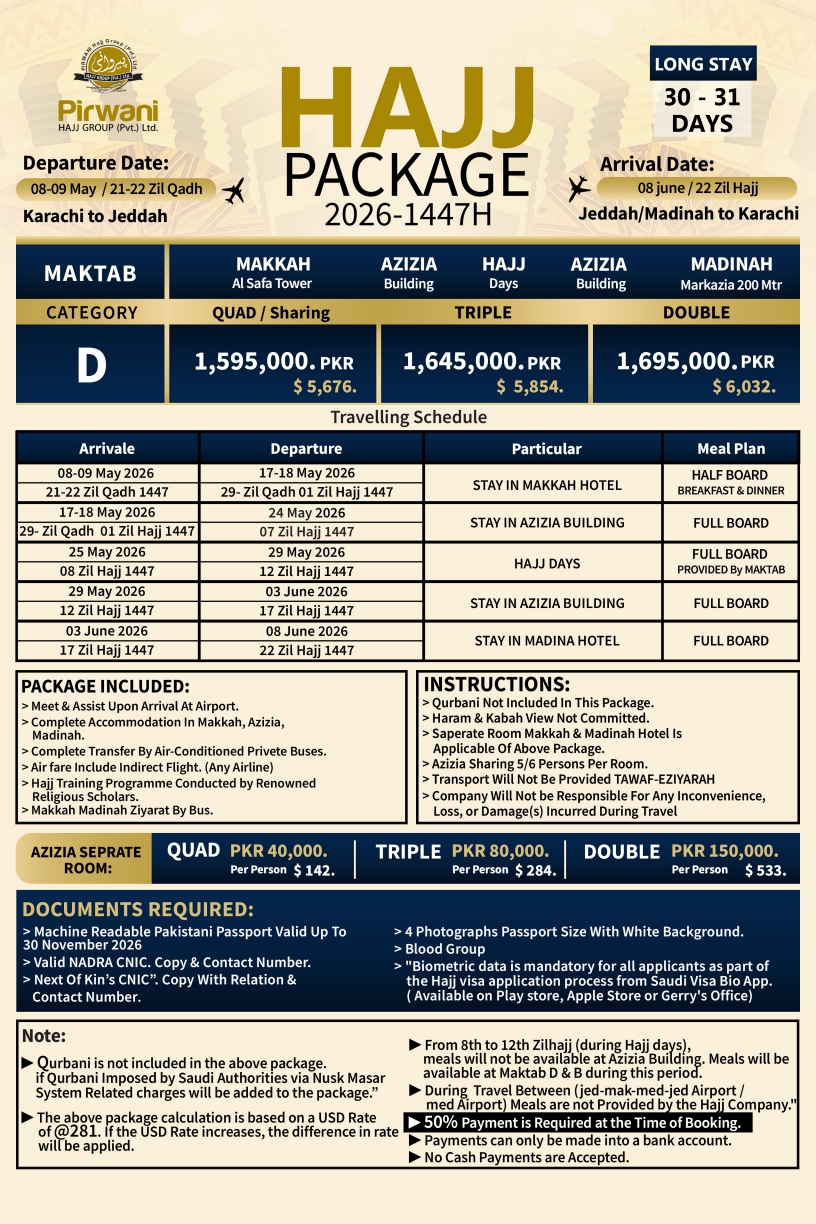 PIRWANI Hajj Group (Pvt.) Ltd.
پیروانی
HAJJ GROUP (Pvt.) Ltd.
Pirwani
HAJJ GROUP (Pvt.) Ltd.
HAJJ
PACKAGE
2026-1447H
LONG STAY
30 - 31
DAYS
Departure Date:
08-09 May / 21-22 Zil Qadh
Karachi to Jeddah
Arrival Date:
08 june / 22 Zil Hajj
Jeddah/Madinah to Karachi
MAKTAB
MAKKAH AZIZIA HAJJ AZIZIA MADINAH
Al Safa Tower Building Days Building Markazia 200 Mtr
CATEGORY QUAD / Sharing TRIPLE DOUBLE
D
1,595,000. PKR 1,645,000. PKR 1,695,000. PKR
$ 5,676. $ 5,854. $ 6,032.
Travelling Schedule
Arrivale Departure Particular Meal Plan
08-09 May 2026 17-18 May 2026 STAY IN MAKKAH HOTEL HALF BOARD
21-22 Zil Qadh 1447 29- Zil Qadh 01 Zil Hajj 1447 BREAKFAST & DINNER
17-18 May 2026 24 May 2026 STAY IN AZIZIA BUILDING FULL BOARD
29- Zil Qadh 01 Zil Hajj 1447 07 Zil Hajj 1447
25 May 2026 29 May 2026 HAJJ DAYS FULL BOARD
08 Zil Hajj 1447 12 Zil Hajj 1447 PROVIDED By MAKTAB
29 May 2026 03 June 2026 STAY IN AZIZIA BUILDING FULL BOARD
12 Zil Hajj 1447 17 Zil Hajj 1447
03 June 2026 08 June 2026 STAY IN MADINA HOTEL FULL BOARD
17 Zil Hajj 1447 22 Zil Hajj 1447
PACKAGE INCLUDED:
> Meet & Assist Upon Arrival At Airport.
> Complete Accommodation In Makkah, Azizia,
Madinah.
> Complete Transfer By Air-Conditioned Privete Buses.
> Air fare Include Indirect Flight. (Any Airline)
> Hajj Training Programme Conducted by Renowned
Religious Scholars.
> Makkah Madinah Ziyarat By Bus.
INSTRUCTIONS:
> Qurbani Not Included In This Package.
> Haram & Kabah View Not Committed.
> Saperate Room Makkah & Madinah Hotel Is
Applicable Of Above Package.
> Azizia Sharing 5/6 Persons Per Room.
> Transport Will Not Be Provided TAWAF-EZIYARAH
> Company Will Not be Responsible For Any Inconvenience,
Loss, or Damage(s) Incurred During Travel
AZIZIA SEPRATE
ROOM:
QUAD PKR 40,000. TRIPLE PKR 80,000. DOUBLE PKR 150,000.
Per Person $ 142. Per Person $ 284. Per Person $ 533.
DOCUMENTS REQUIRED:
> Machine Readable Pakistani Passport Valid Up To
30 November 2026
> Valid NADRA CNIC. Copy & Contact Number.
> Next Of Kin’s CNIC”. Copy With Relation &
Contact Number.
> 4 Photographs Passport Size With White Background.
> Blood Group
> "Biometric data is mandatory for all applicants as part of
the Hajj visa application process from Saudi Visa Bio App.
( Available on Play store, Apple Store or Gerry's Office)
Note:
▶ Qurbani is not included in the above package.
if Qurbani Imposed by Saudi Authorities via Nusk Masar
System Related charges will be added to the package.”
▶ The above package calculation is based on a USD Rate
of @281. If the USD Rate increases, the difference in rate
will be applied.
▶ From 8th to 12th Zilhajj (during Hajj days),
meals will not be available at Azizia Building. Meals will be
available at Maktab D & B during this period.
▶ During Travel Between (jed-mak-med-jed Airport /
med Airport) Meals are not Provided by the Hajj Company."
▶ 50% Payment is Required at the Time of Booking.
▶ Payments can only be made into a bank account.
▶ No Cash Payments are Accepted.